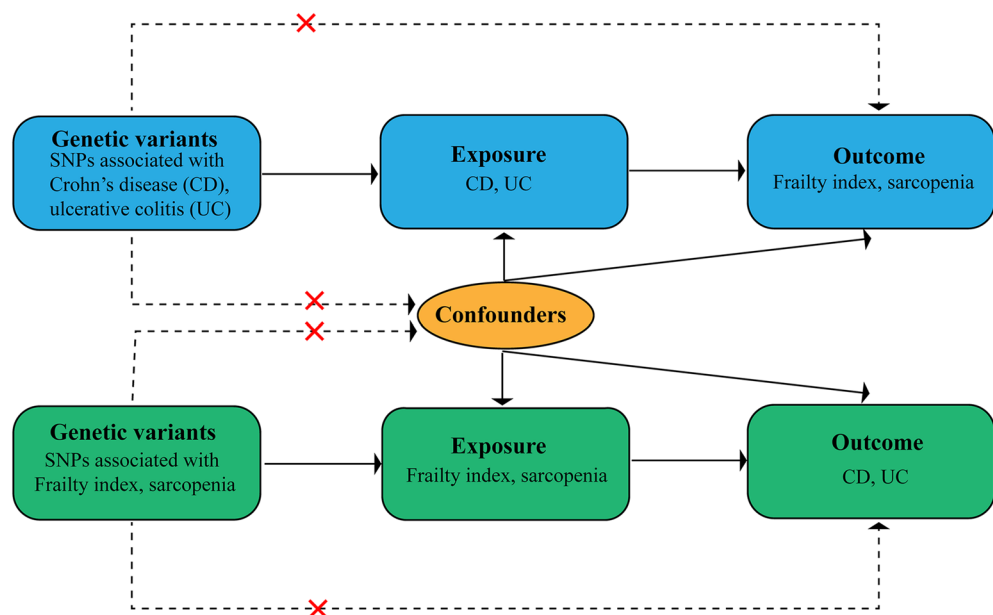 Genetic variants
SNPs associated with
Crohn's disease (CD),
ulcerative colitis (UC)
Exposure
CD, UC
Outcome
Frailty index, sarcopenia
Confounders
Genetic variants
SNPs associated with
Frailty index, sarcopenia
Exposure
Frailty index, sarcopenia
Outcome
CD, UC